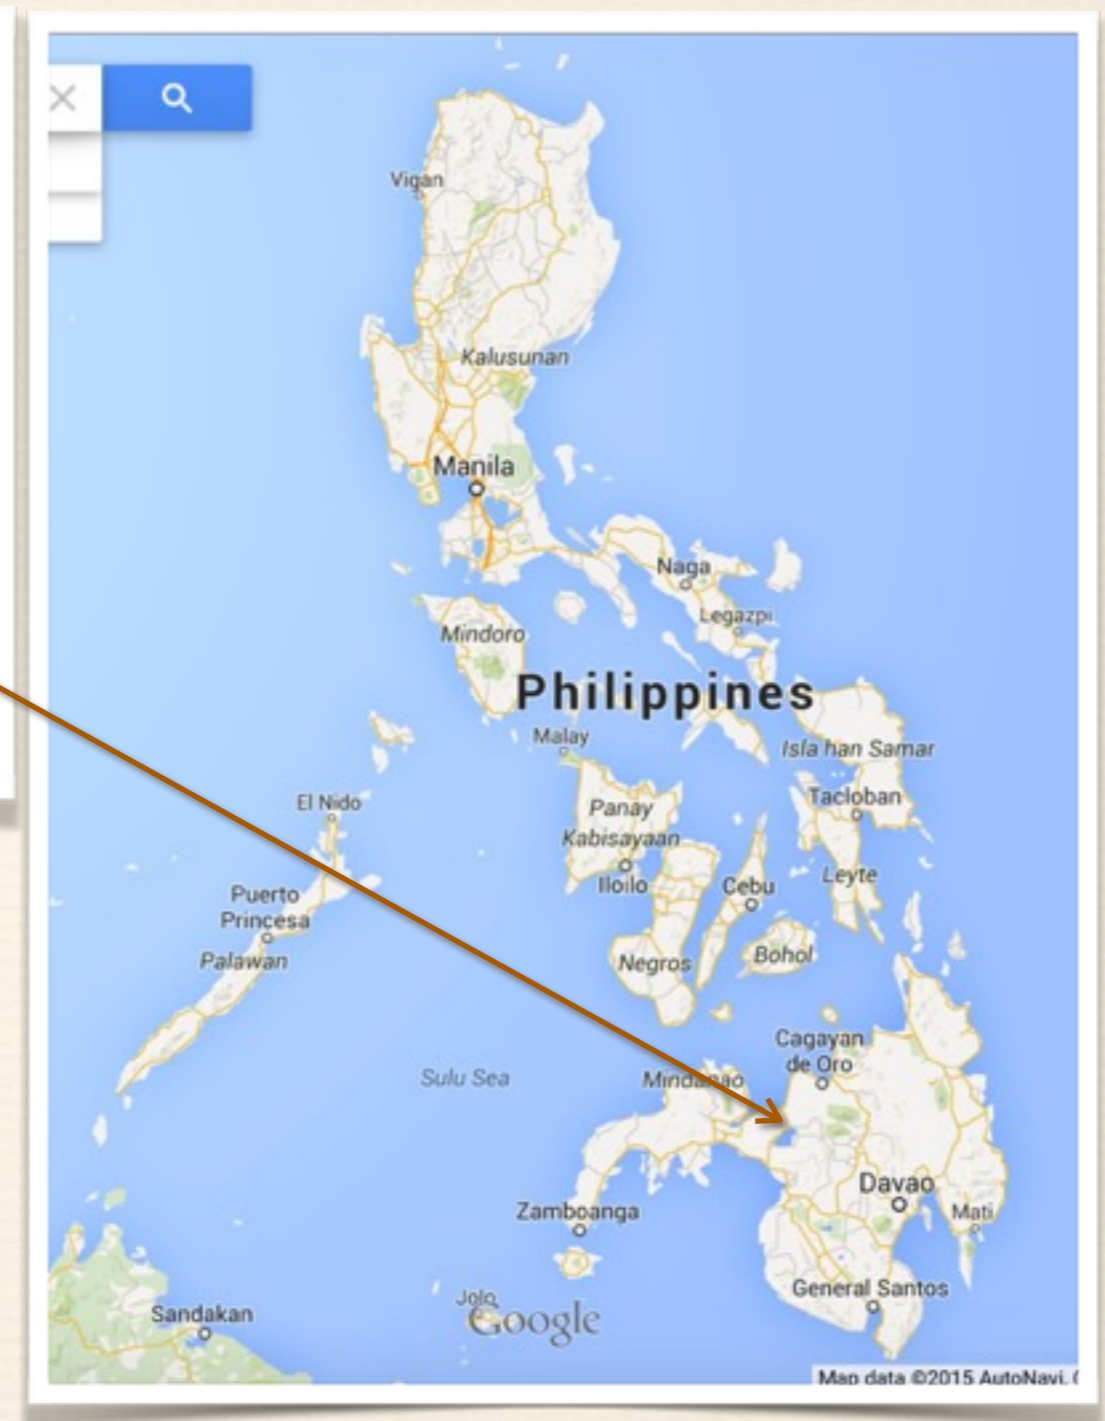 Vigan
Kalusunan
Manila
Naga
Legazpi
Mindoro
Philippines
Malay
Isla han Samar
El Nido
Tacloban
Panay
Kabisayaan
Iloilo
Cebu
Leyte
Puerto
Princesa
Palawan
Negros
Bohol
Cagayan
de Oro
Sulu Sea
Mindanao
Davao
Zamboanga
Mati
General Santos
Jolo
Google
Sandakan
Map data ©2015 AutoNavi,